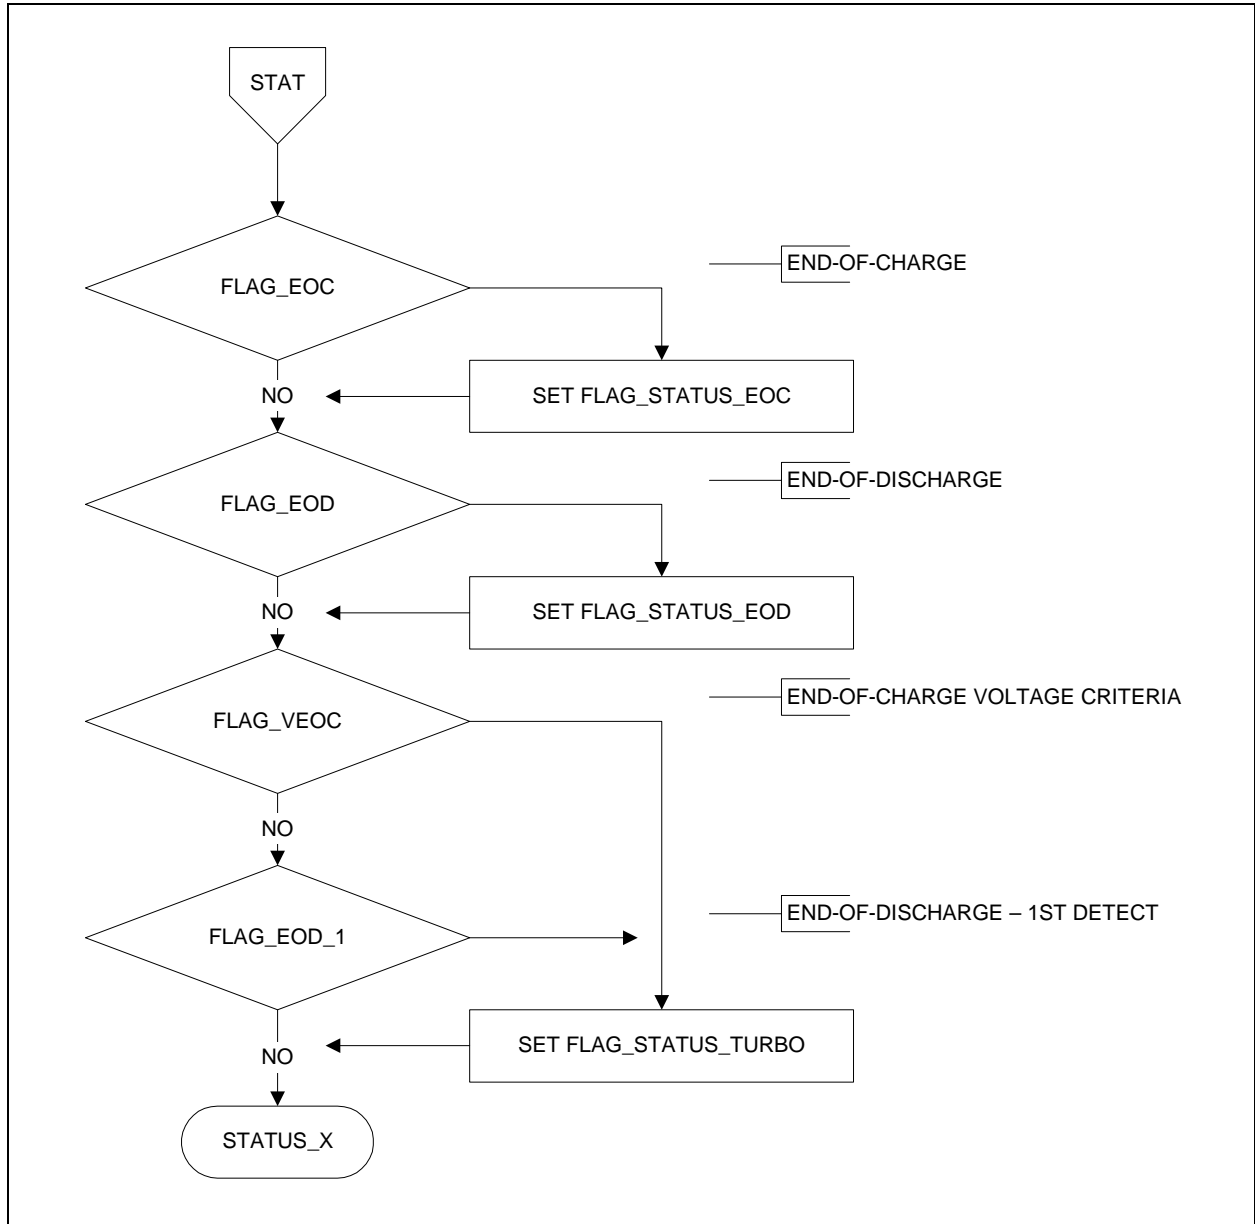 STAT
FLAG_EOC
END-OF-CHARGE
NO
SET FLAG_STATUS_EOC
FLAG_EOD
END-OF-DISCHARGE
NO
SET FLAG_STATUS_EOD
FLAG_VEOC
END-OF-CHARGE VOLTAGE CRITERIA
NO
FLAG_EOD_1
END-OF-DISCHARGE – 1ST DETECT
NO
SET FLAG_STATUS_TURBO
STATUS_X